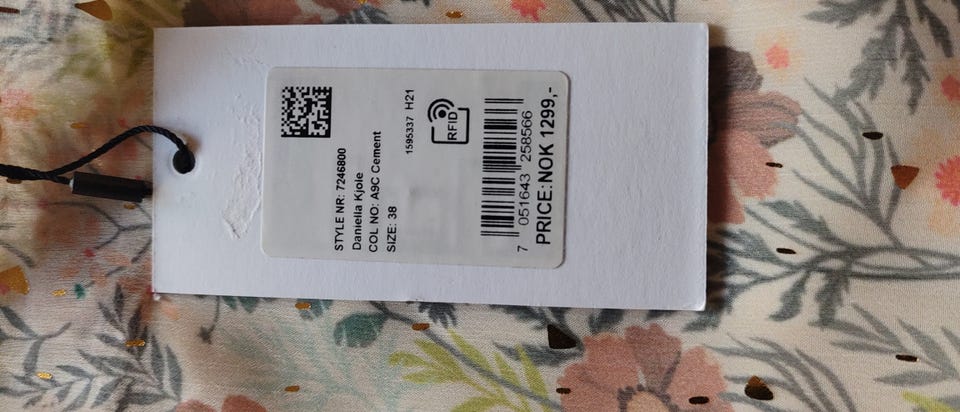 STYLE NR: 7246800
Daniella Kjole
COL NO: A9C Cement
SIZE: 38
1595337 H21
RFID
7 051643 258566
PRICE: NOK 1299,-